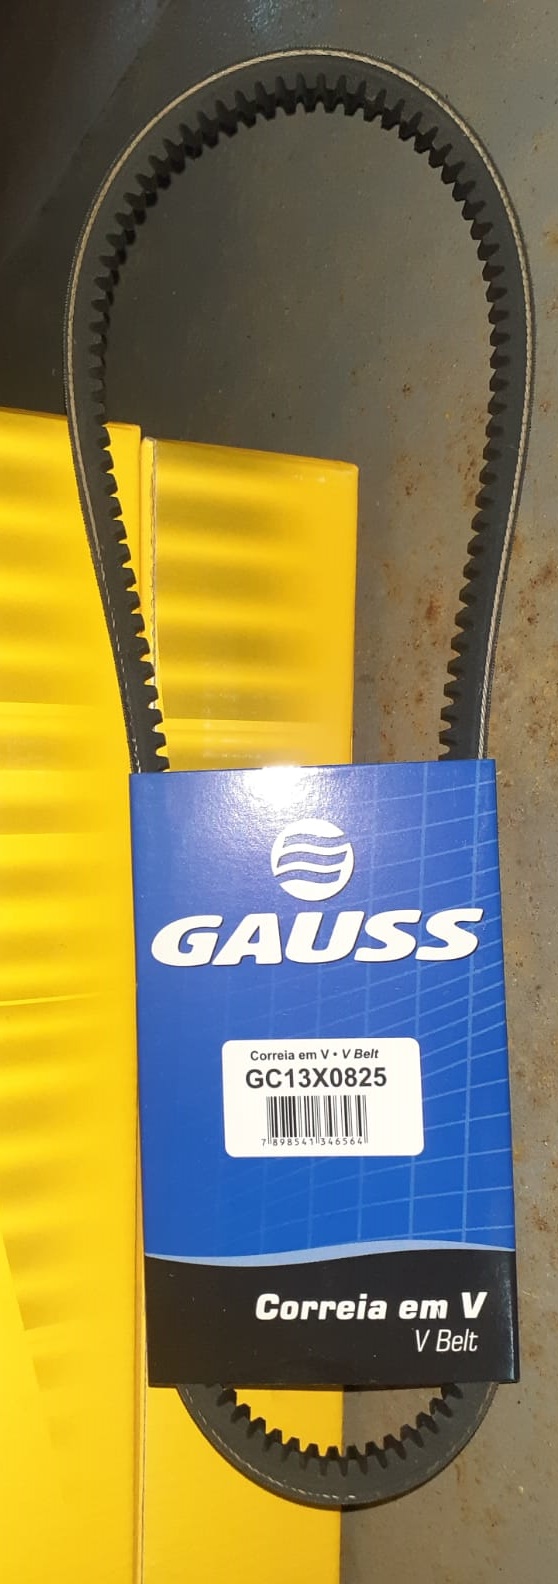 GAUSS
Correia em V • V Belt
GC13X0825
7 898541 346564
Correia em V
V Belt